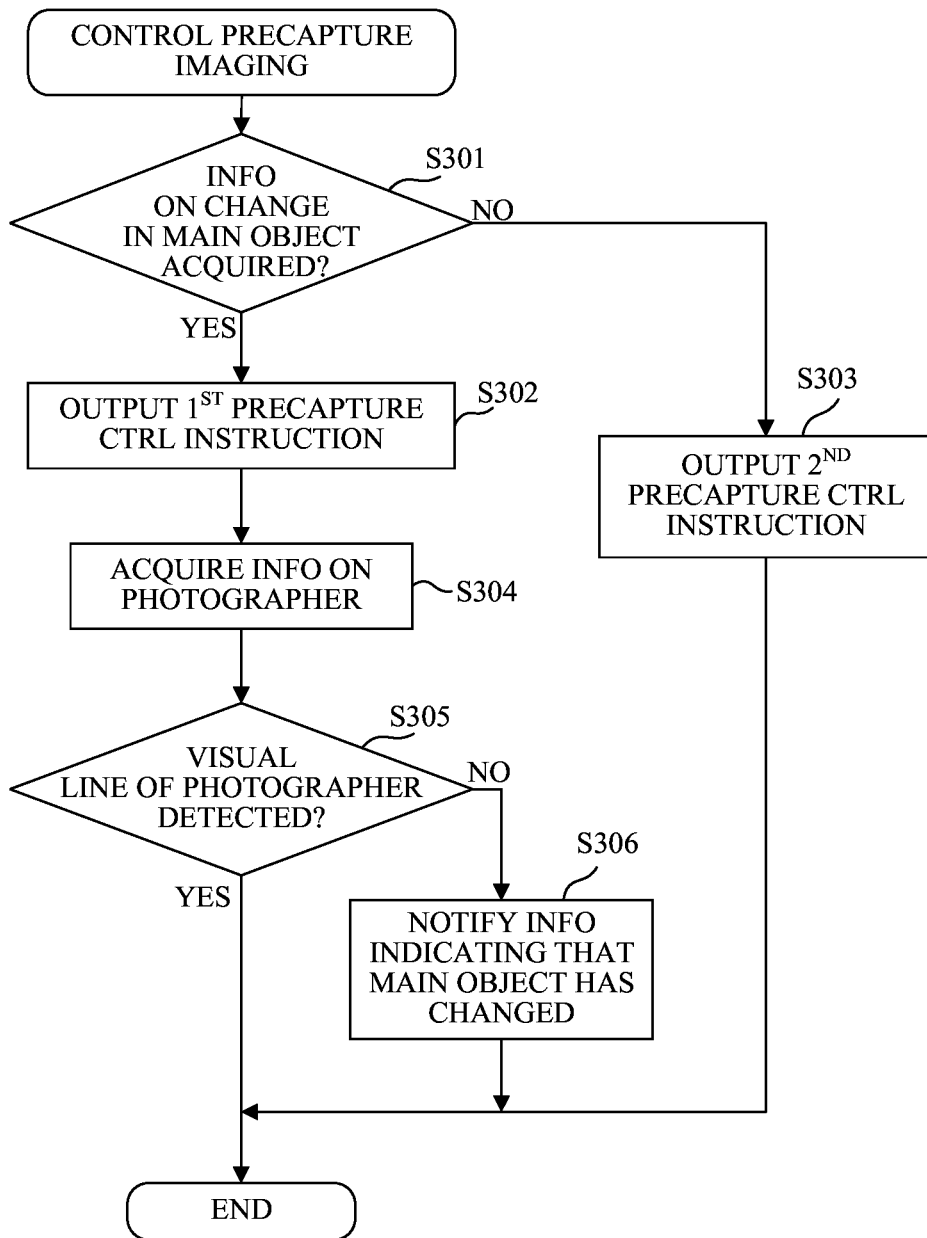 CONTROL PRECAPTURE
IMAGING
S301
INFO
ON CHANGE
IN MAIN OBJECT
ACQUIRED?
NO
YES
S302
OUTPUT 1ST PRECAPTURE
CTRL INSTRUCTION
S303
OUTPUT 2ND
PRECAPTURE CTRL
INSTRUCTION
ACQUIRE INFO ON
PHOTOGRAPHER
S304
S305
VISUAL
LINE OF PHOTOGRAPHER
DETECTED?
NO
YES
S306
NOTIFY INFO
INDICATING THAT
MAIN OBJECT HAS
CHANGED
END